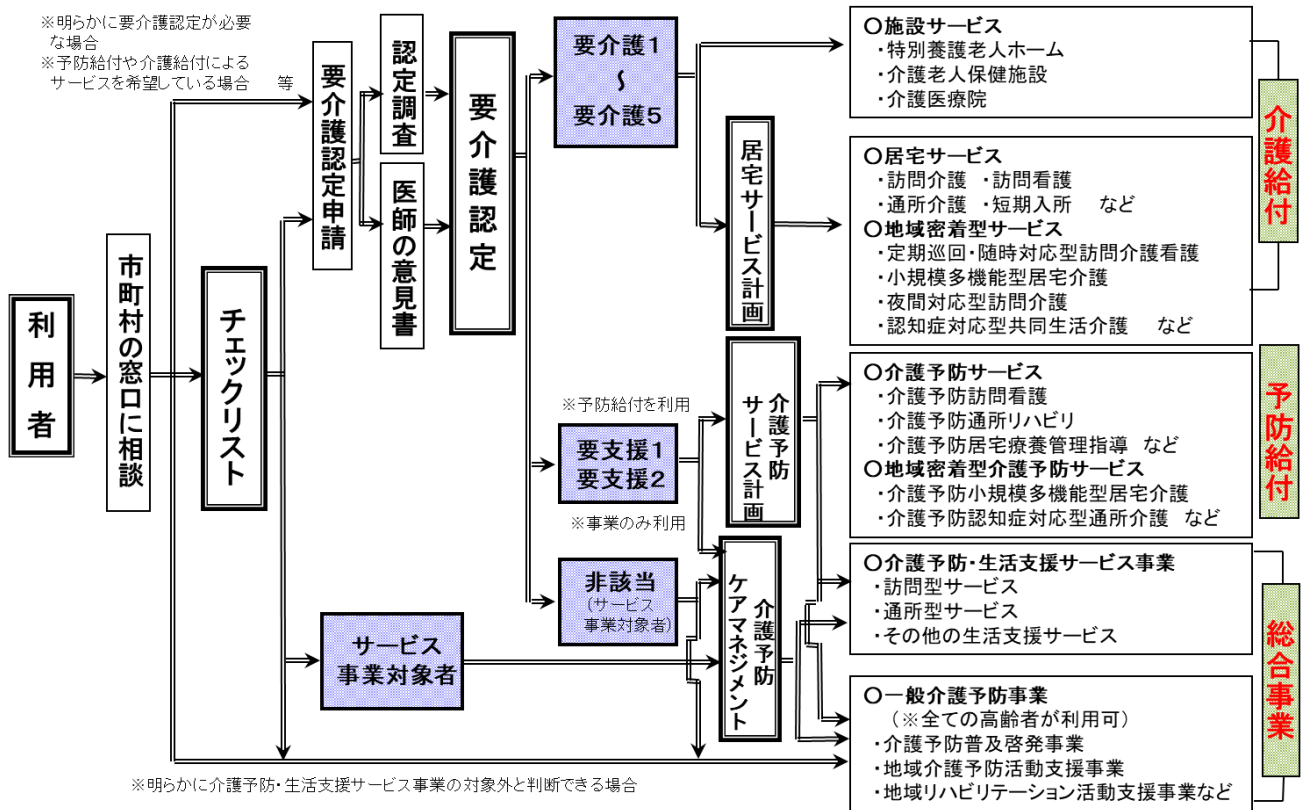 ※明らかに要介護認定が必要
な場合
※予防給付や介護給付による
サービスを希望している場合　等
利用者
市町村の窓口に相談
チェックリスト
要介護認定申請
認定調査
医師の意見書
要介護認定
要介護1
～
要介護5
※予防給付を利用
要支援1
要支援2
※事業のみ利用
非該当
(サービス
事業対象者)
サービス
事業対象者
居宅サービス計画
介護予防
サービス計画
介護予防
ケアマネジメント
○施設サービス
・特別養護老人ホーム
・介護老人保健施設
・介護医療院
○居宅サービス
・訪問介護　・訪問看護
・通所介護　・短期入所　など
○地域密着型サービス
・定期巡回・随時対応型訪問介護看護
・小規模多機能型居宅介護
・夜間対応型訪問介護
・認知症対応型共同生活介護　など
○介護予防サービス
・介護予防訪問看護
・介護予防通所リハビリ
・介護予防居宅療養管理指導　など
○地域密着型介護予防サービス
・介護予防小規模多機能型居宅介護
・介護予防認知症対応型通所介護　など
○介護予防・生活支援サービス事業
・訪問型サービス
・通所型サービス
・その他の生活支援サービス
○一般介護予防事業
（※全ての高齢者が利用可）
・介護予防普及啓発事業
・地域介護予防活動支援事業
・地域リハビリテーション活動支援事業など
介護給付
予防給付
総合事業
※明らかに介護予防・生活支援サービス事業の対象外と判断できる場合